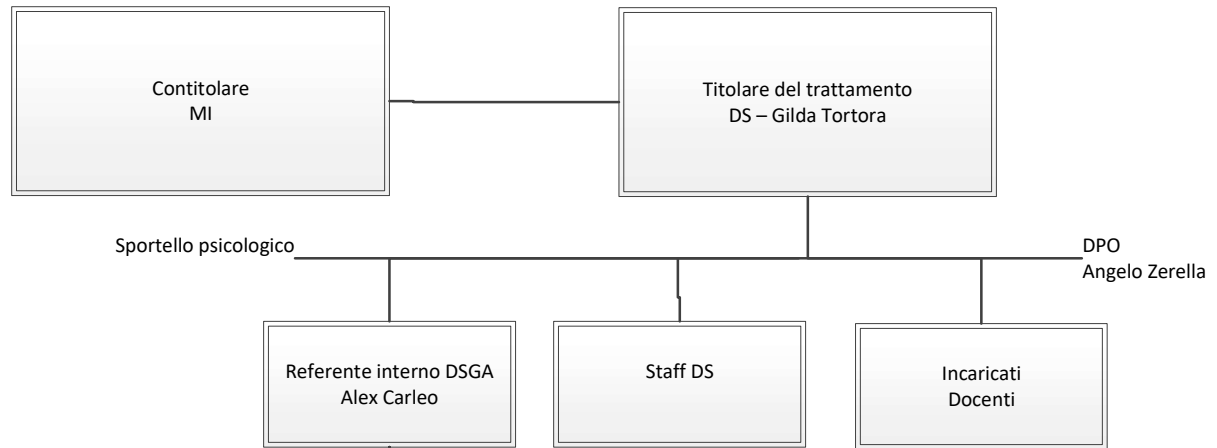 Contitolare
MI
Titolare del trattamento
DS – Gilda Tortora
Sportello psicologico
DPO
Angelo Zerella
Referente interno DSGA
Alex Carleo
Staff DS
Incaricati
Docenti